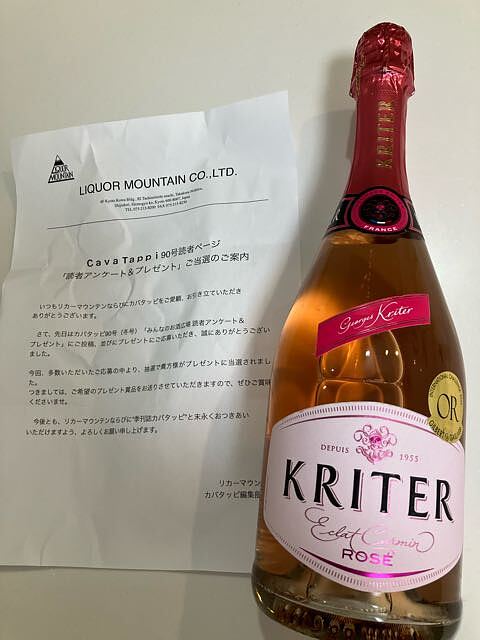 LIQUOR MOUNTAIN
LIQUOR MOUNTAIN CO.,LTD.
Cava Tappi 90号読者ページ
「読者アンケート&プレゼント」ご当選のご案内
いつもリカーマウンテンならびにカバタッピをご愛顧、お引き立ていただき
ありがとうございます。
さて、先日はカバタッピ90号(冬号)「みんなのお酒広場 読者アンケート&
プレゼント」にご投稿、並びにプレゼントにご応募いただき、誠にありがとうござい
ました。
今回、多数いただいたご応募の中より、抽選で貴方様がプレゼントに当選されまし
た。
つきましては、ご希望のプレゼント賞品をお送りさせていただきますので、ぜひご賞味
くださいませ。
今後とも、リカーマウンテンならびに"季刊誌カバタッピ"と末永くおつきあい
いただけますよう、よろしくお願い申し上げます。
リカーマウン
カバタッピ編集部
KRITER
FRANCE
Georges Kriter
OR
DEPUIS 1955
KRITER
Eclat Carmin
ROSÉ